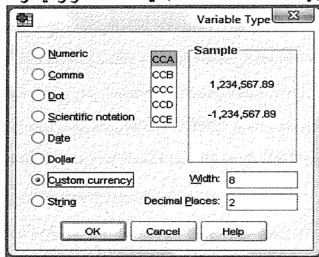 Variable Type
Numeric
Comma
Dot
Scientific notation
Date
Dollar
Custom currency
String
CCA
CCB
CCC
CCD
CCE
Sample
1,234,567.89
-1,234,567.89
Width: 8
Decimal Places: 2
OK Cancel Help